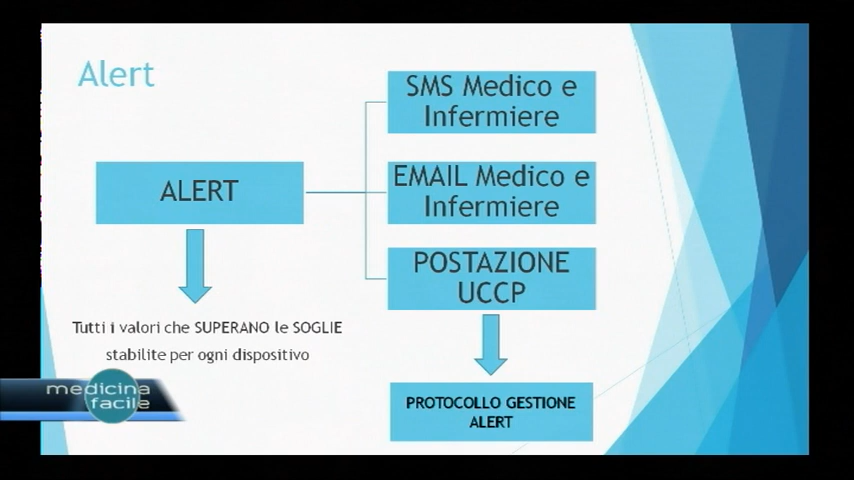 Alert
SMS Medico e
Infermiere
ALERT
EMAIL Medico e
Infermiere
POSTAZIONE
UCCP
Tutti i valori che SUPERANO le SOGLIE
stabilite per ogni dispositivo
PROTOCOLLO GESTIONE
ALERT
medicina
facile